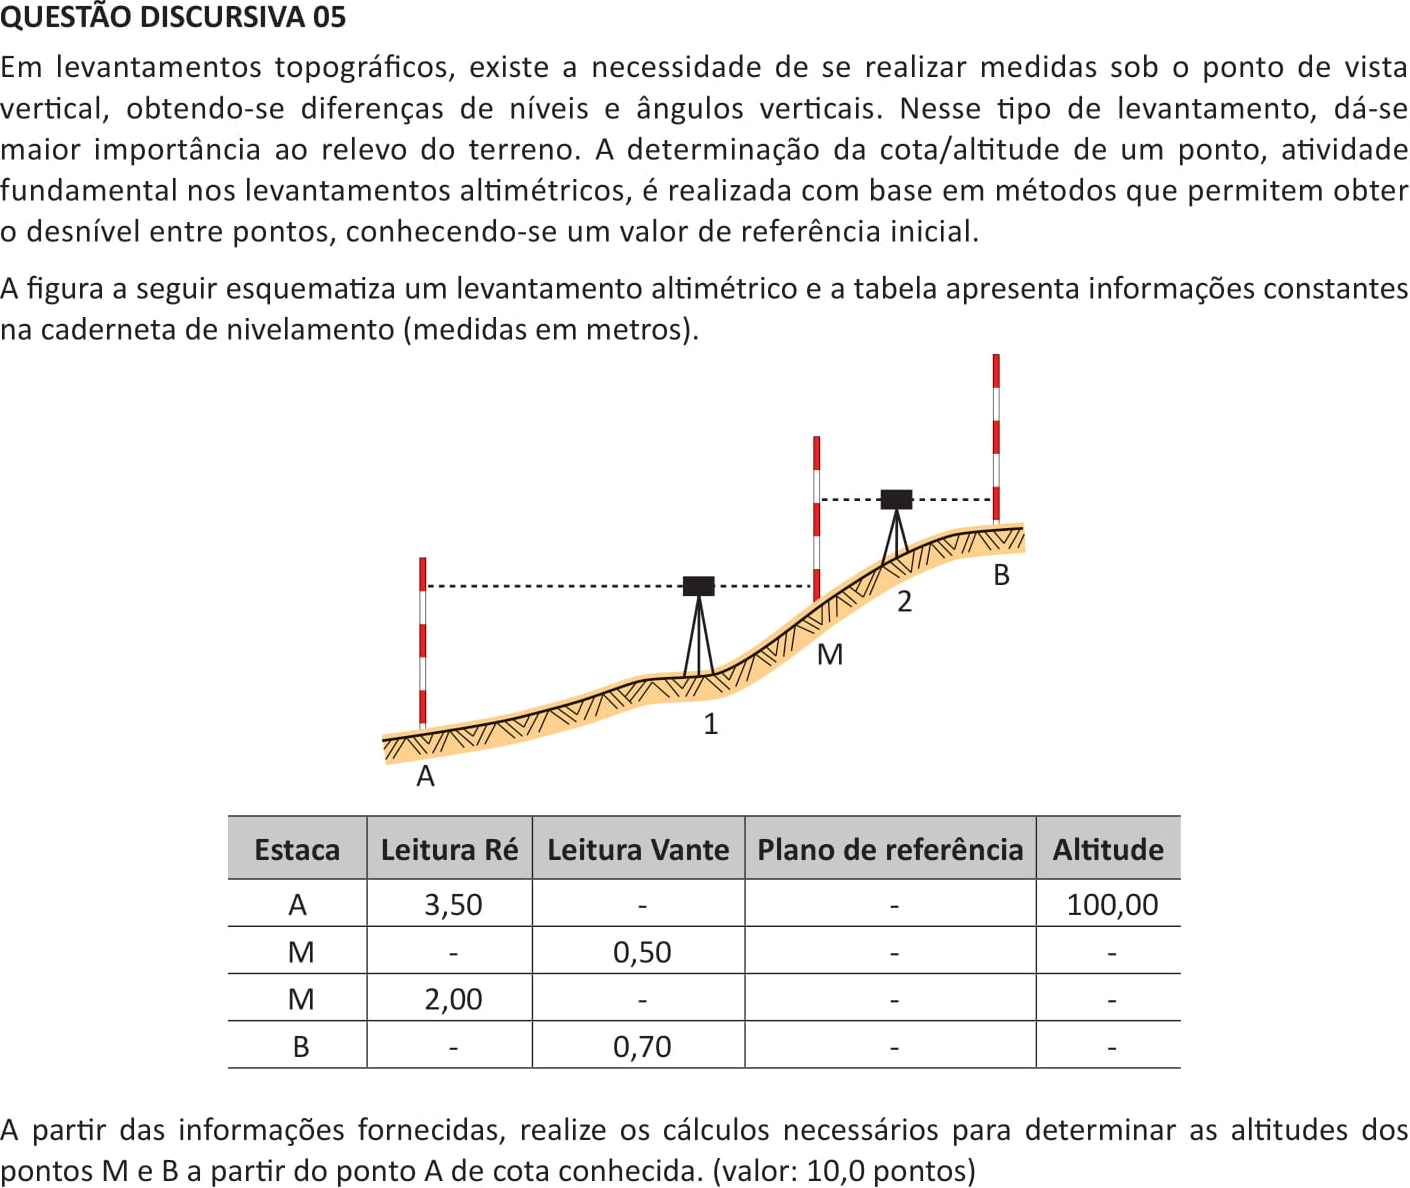 QUESTÃO DISCURSIVA 05
Em levantamentos topográficos, existe a necessidade de se realizar medidas sob o ponto de vista
vertical, obtendo-se diferenças de níveis e ângulos verticais. Nesse tipo de levantamento, dá-se
maior importância ao relevo do terreno. A determinação da cota/altitude de um ponto, atividade
fundamental nos levantamentos altimétricos, é realizada com base em métodos que permitem obter
o desnível entre pontos, conhecendo-se um valor de referência inicial.
A figura a seguir esquematiza um levantamento altimétrico e a tabela apresenta informações constantes
na caderneta de nivelamento (medidas em metros).
B
2
M
1
A
Estaca Leitura Ré Leitura Vante Plano de referência Altitude
A 3,50 - - 100,00
M - 0,50 - -
M 2,00 - - -
B - 0,70 - -
A partir das informações fornecidas, realize os cálculos necessários para determinar as altitudes dos
pontos M e B a partir do ponto A de cota conhecida. (valor: 10,0 pontos)